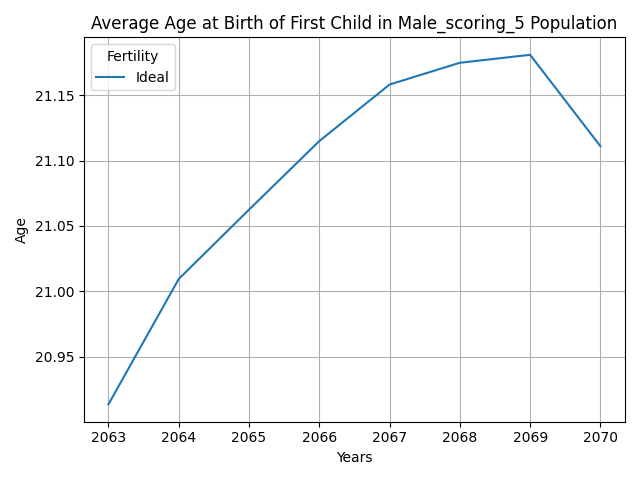 Average Age at Birth of First Child in Male_scoring_5 Population
Fertility
Ideal
21.15
21.10
21.05
21.00
20.95
Age
2063 2064 2065 2066 2067 2068 2069 2070
Years